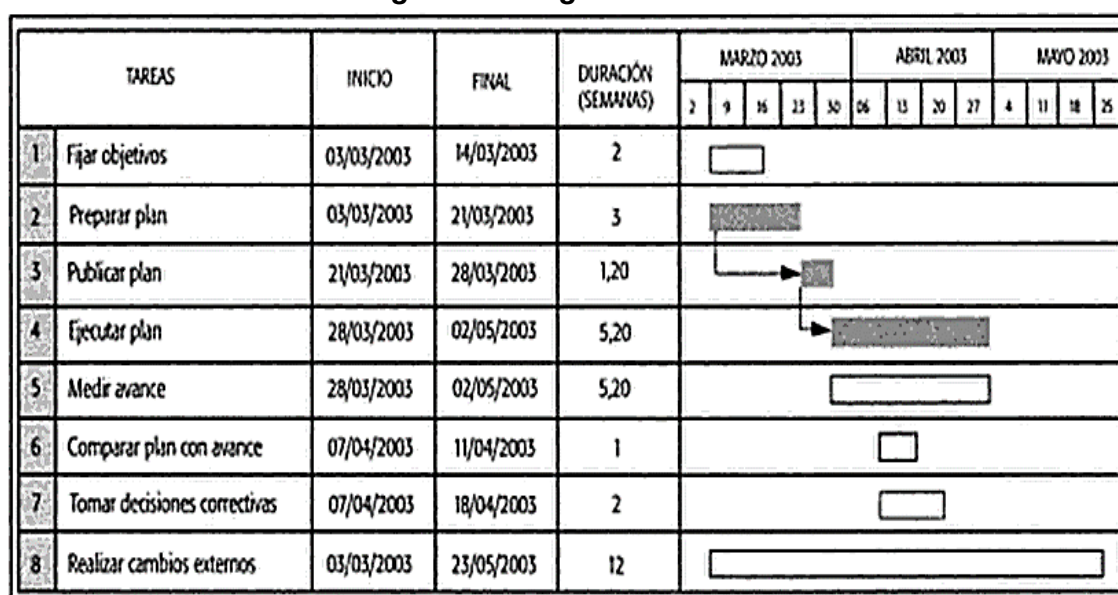 TAREAS INICIO FINAL DURACIÓN (SEMANAS) MARZO 2003 ABRIL 2003 MAYO 2003
2 9 16 23 30 06 13 20 27 4 11 18 25
1 Fijar objetivos 03/03/2003 14/03/2003 2
2 Preparar plan 03/03/2003 21/03/2003 3
3 Publicar plan 21/03/2003 28/03/2003 1,20
4 Ejecutar plan 28/03/2003 02/05/2003 5,20
5 Medir avance 28/03/2003 02/05/2003 5,20
6 Comparar plan con avance 07/04/2003 11/04/2003 1
7 Tomar decisiones correctivas 07/04/2003 18/04/2003 2
8 Realizar cambios externos 03/03/2003 23/05/2003 12